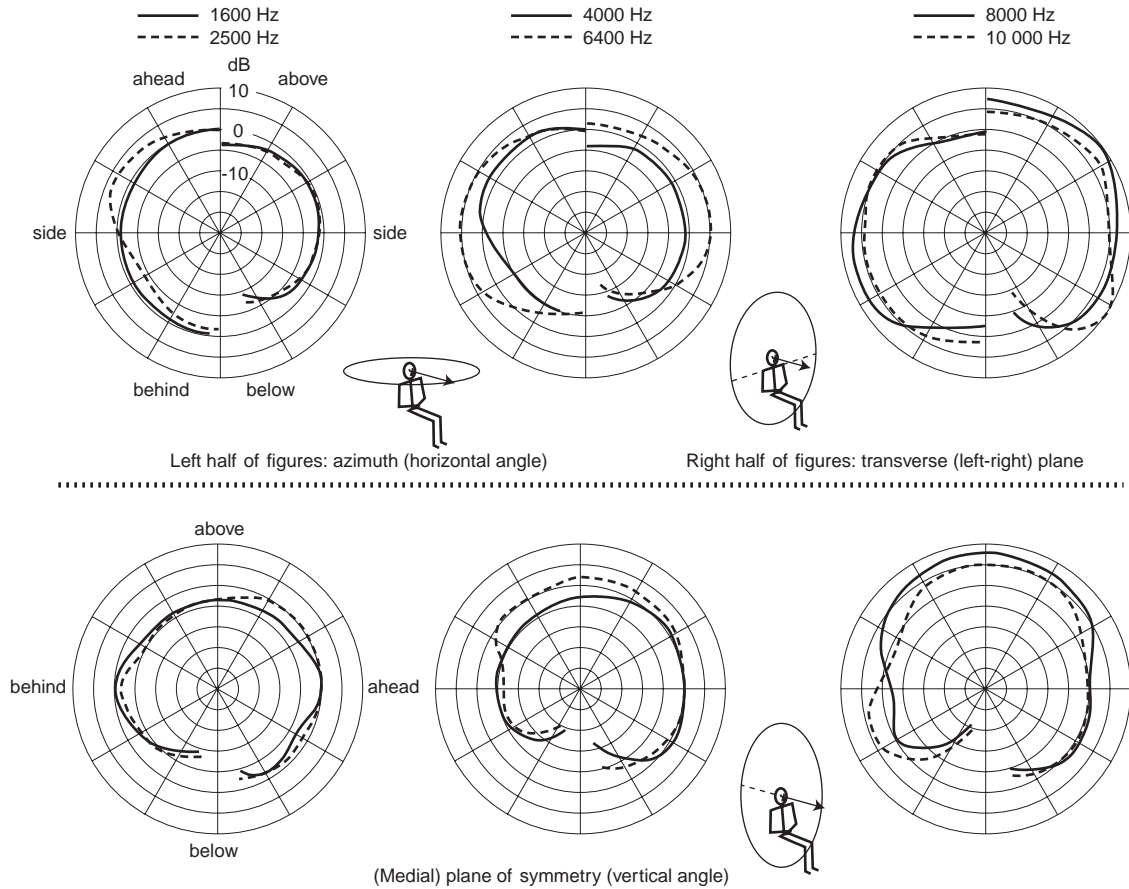 1600 Hz
2500 Hz
4000 Hz
6400 Hz
8000 Hz
10 000 Hz
dB
ahead
above
10
0
-10
side
side
behind
below
Left half of figures: azimuth (horizontal angle)
Right half of figures: transverse (left-right) plane
above
behind
ahead
below
(Medial) plane of symmetry (vertical angle)